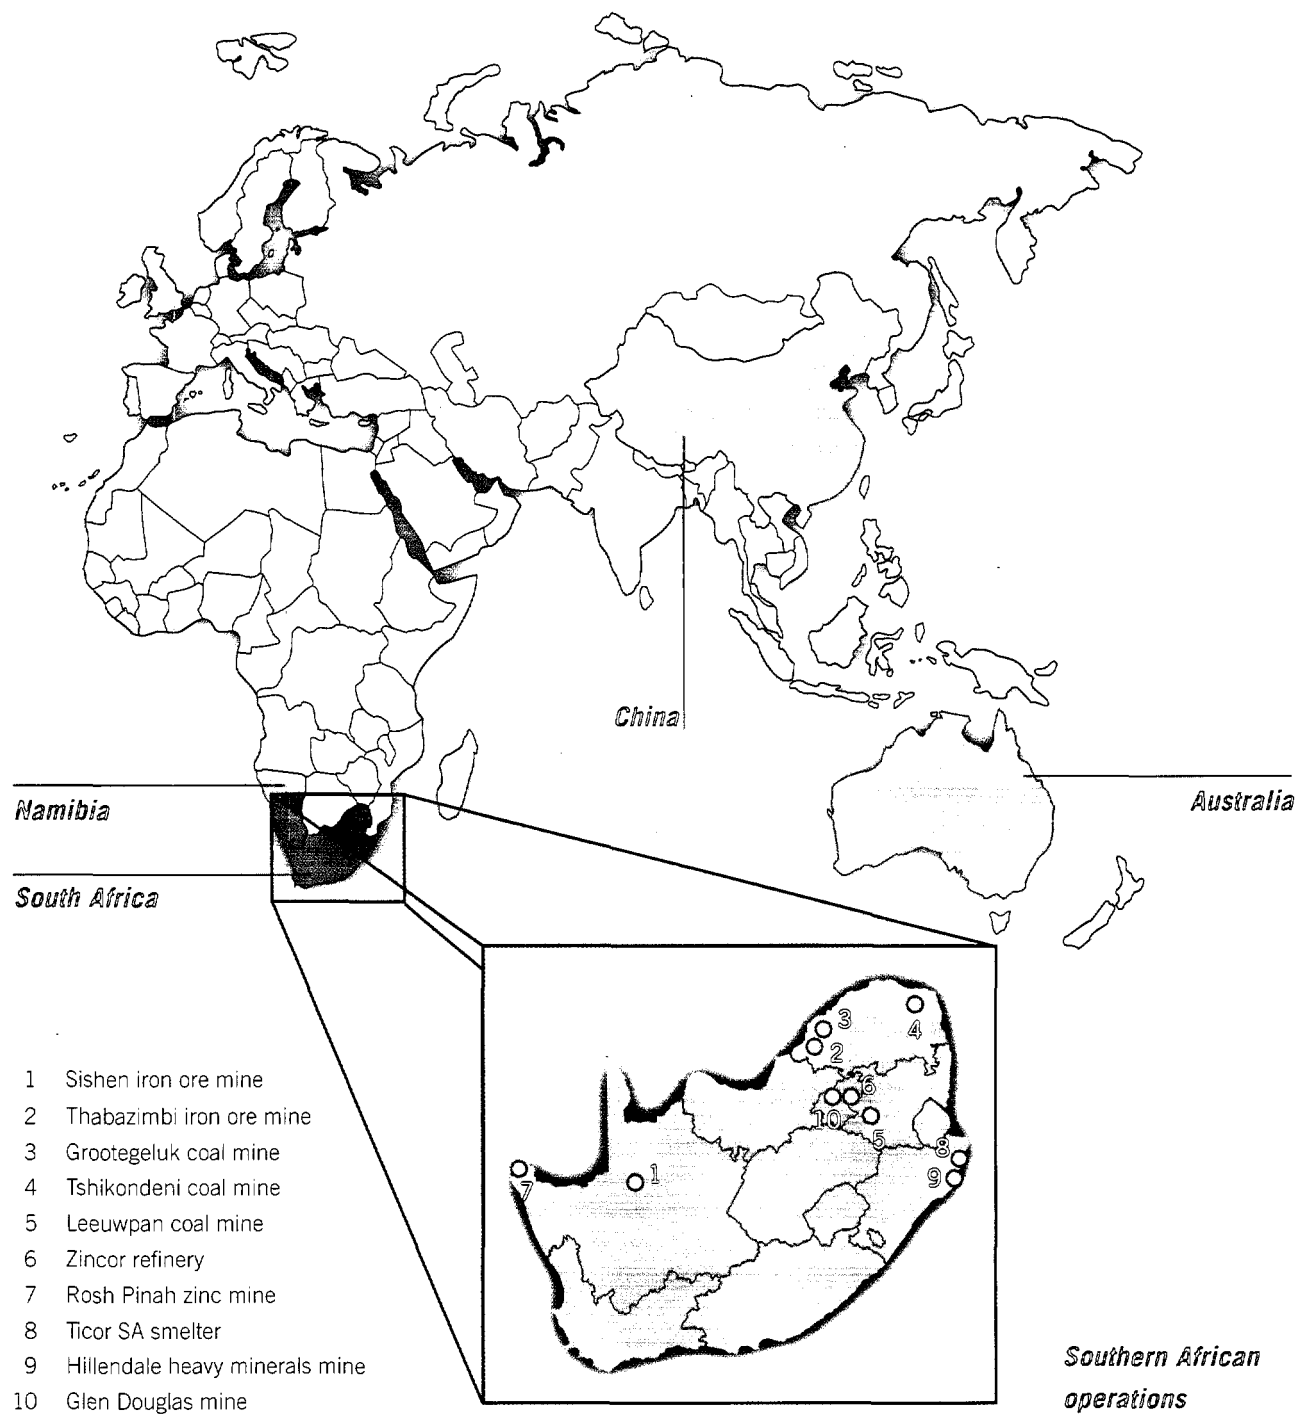 China
Namibia
Australia
South Africa
3
4
2
6
10
5
8
1
9
7
1 Sishen iron ore mine
2 Thabazimbi iron ore mine
3 Grootegeluk coal mine
4 Tshikondeni coal mine
5 Leeuwpan coal mine
6 Zincor refinery
7 Rosh Pinah zinc mine
8 Ticor SA smelter
9 Hillendale heavy minerals mine
10 Glen Douglas mine
Southern African
operations